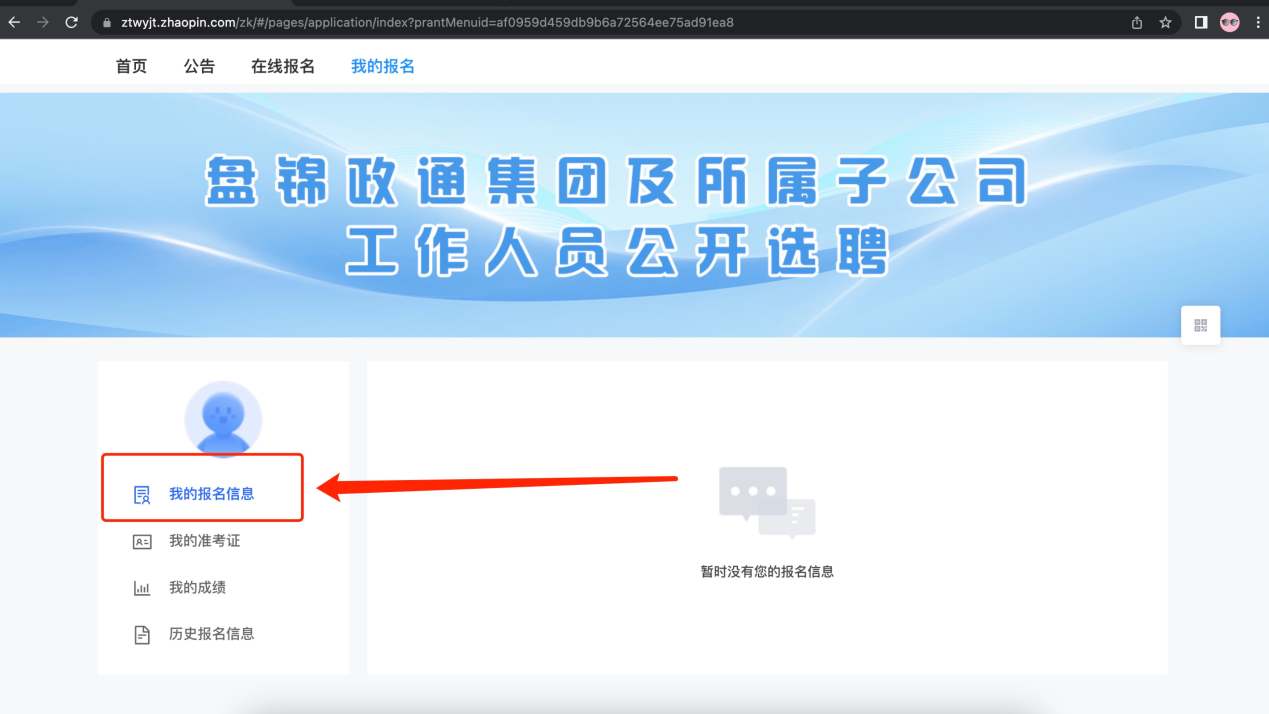 ztwyjt.zhaopin.com/zk/#/pages/application/index?prantMenuid=af0959d459db9b6a72564ee75ad91ea8
首页 公告 在线报名 我的报名
盘锦政通集团及所属子公司
工作人员公开选聘
我的报名信息
我的准考证
我的成绩
历史报名信息
暂时没有您的报名信息